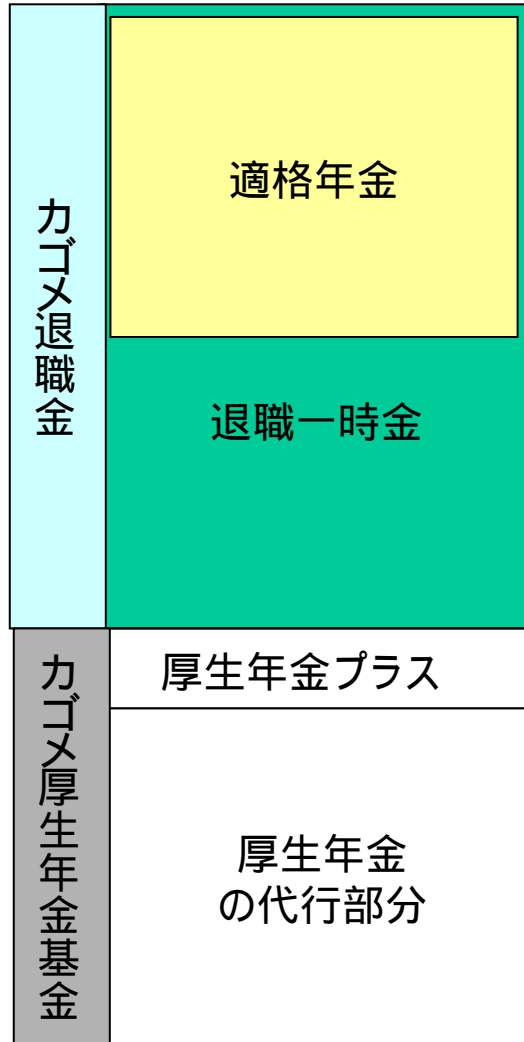 カゴメ退職金
適格年金
退職一時金
カゴメ厚生年金基金
厚生年金プラス
厚生年金
の代行部分